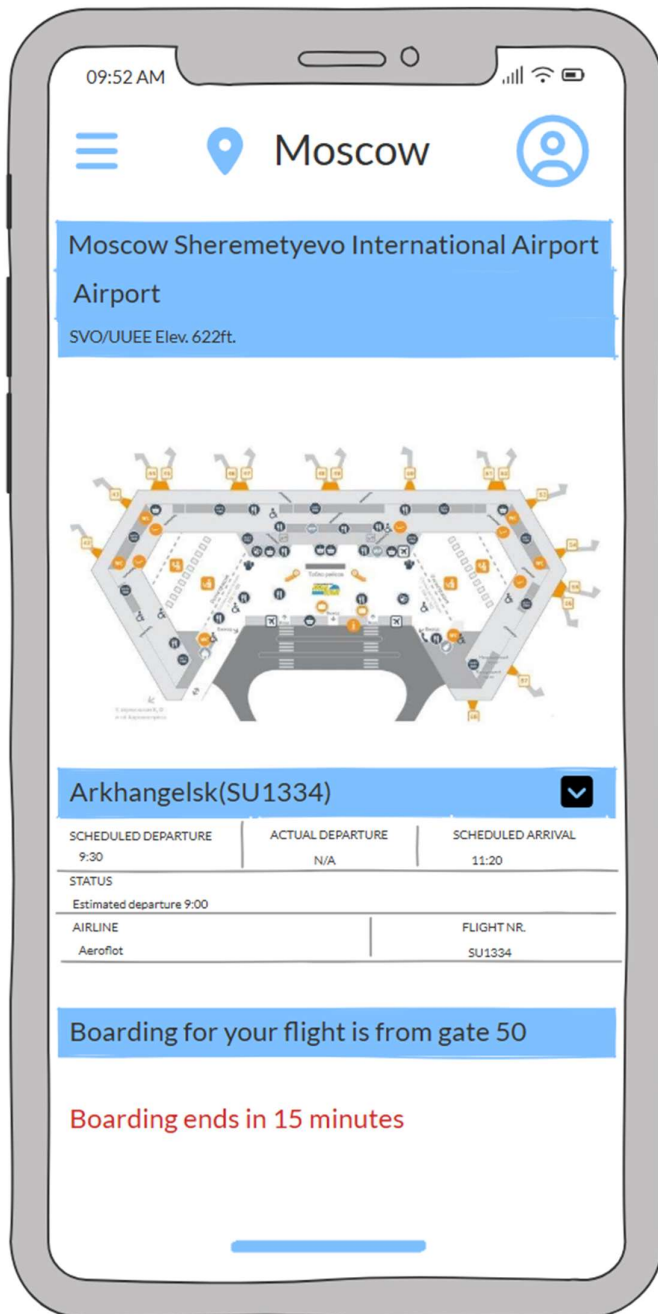 09:52 AM
Moscow
Moscow Sheremetyevo International Airport
Airport
SVO/UUEE Elev. 622ft.
Arkhangelsk(SU1334)
SCHEDULED DEPARTURE ACTUAL DEPARTURE SCHEDULED ARRIVAL
9:30 N/A 11:20
STATUS
Estimated departure 9:00
AIRLINE FLIGHT NR.
Aeroflot SU1334
Boarding for your flight is from gate 50
Boarding ends in 15 minutes